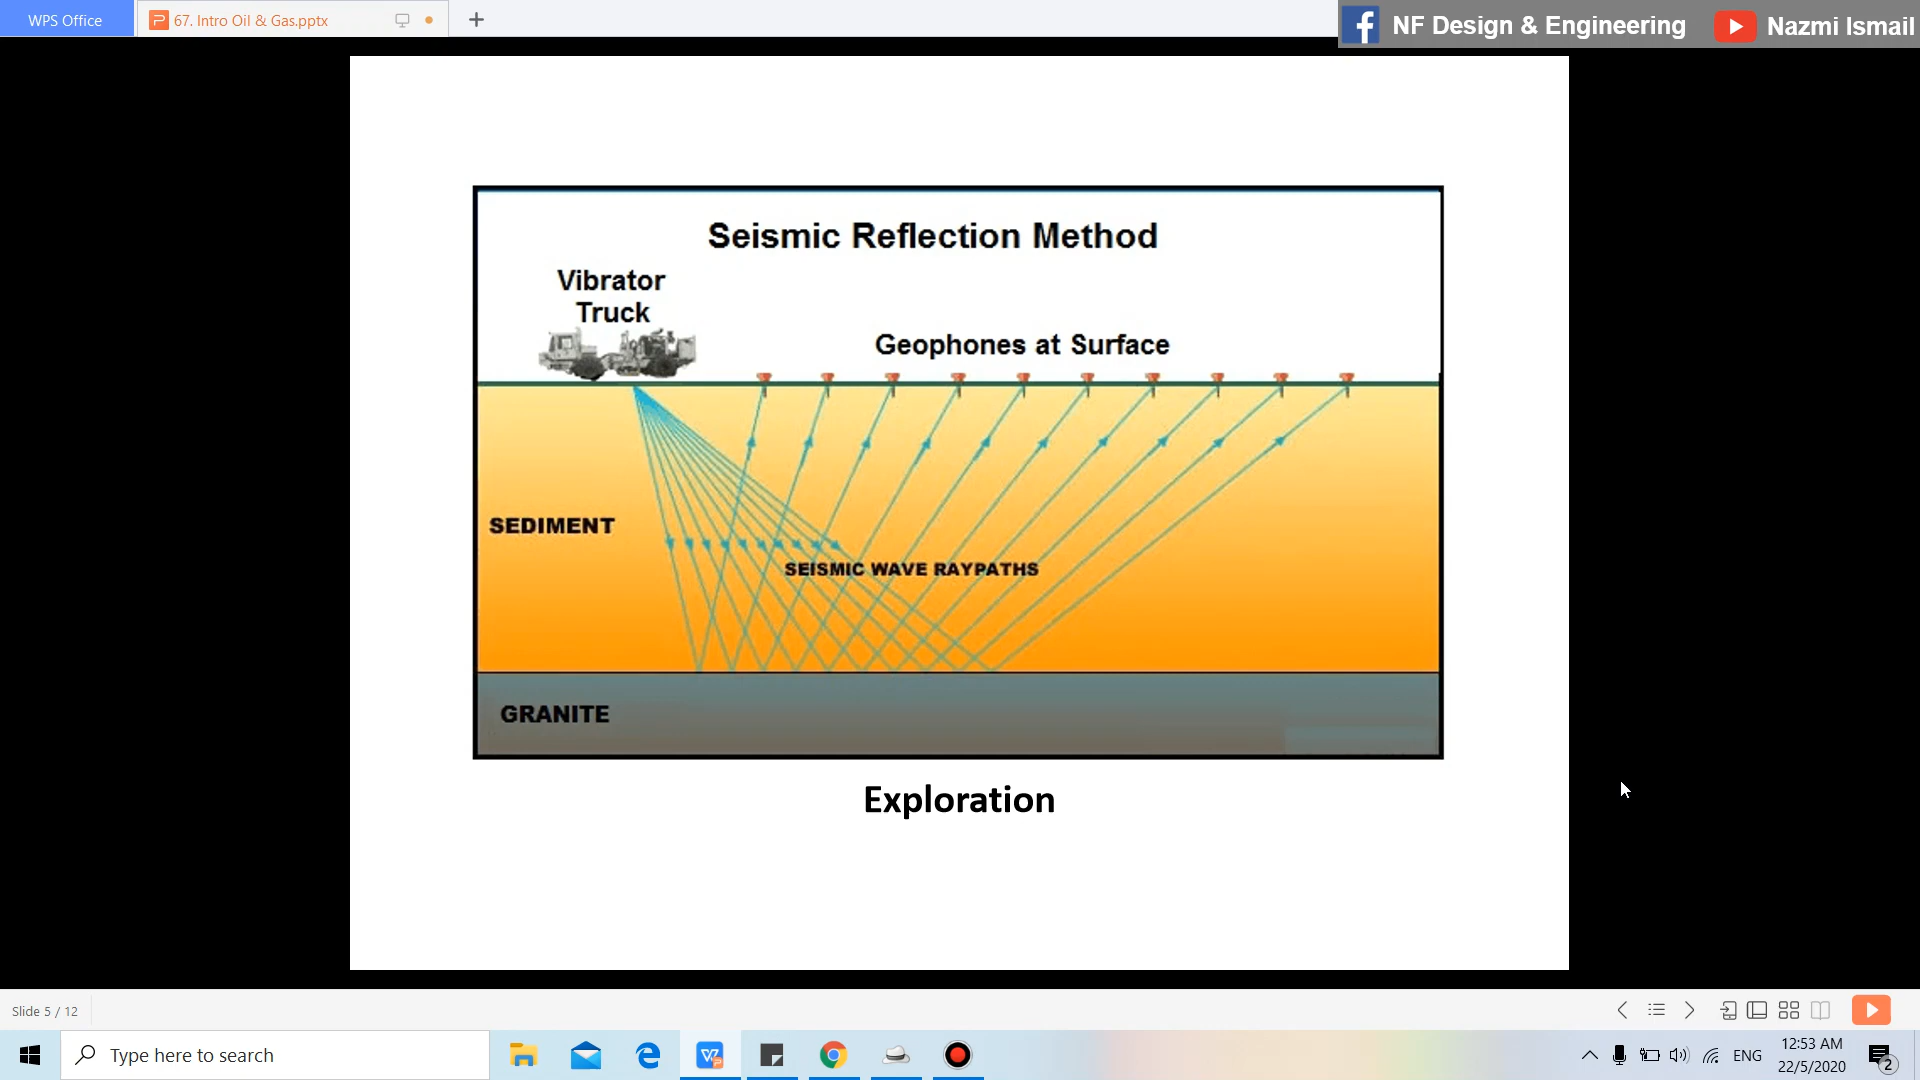 WPS Office
67. Intro Oil & Gas.pptx
NF Design & Engineering
Nazmi Ismail
Seismic Reflection Method
Vibrator
Truck
Geophones at Surface
SEDIMENT
SEISMIC WAVE RAYPATHS
GRANITE
Exploration
Slide 5 / 12
Type here to search
ENG
12:53 AM
22/5/2020
2